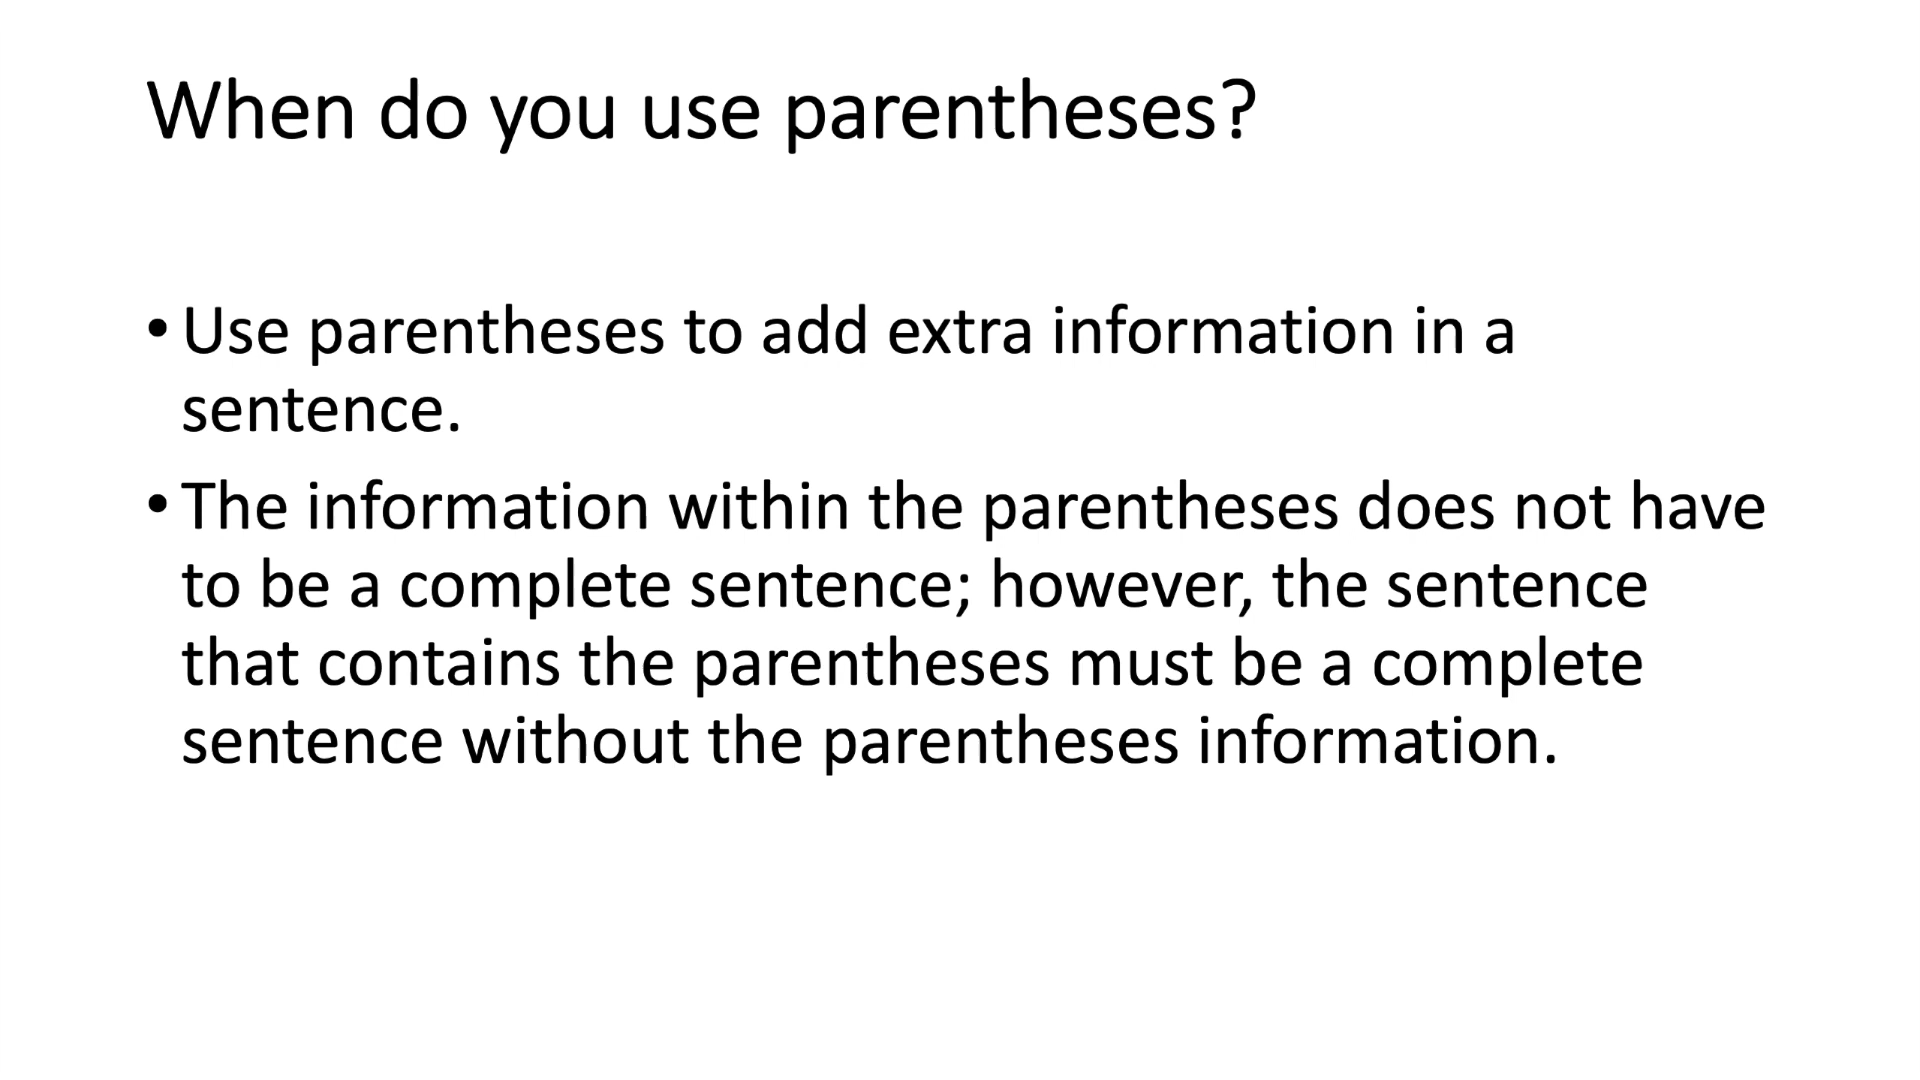 When do you use parentheses?
• Use parentheses to add extra information in a
sentence.
• The information within the parentheses does not have
to be a complete sentence; however, the sentence
that contains the parentheses must be a complete
sentence without the parentheses information.